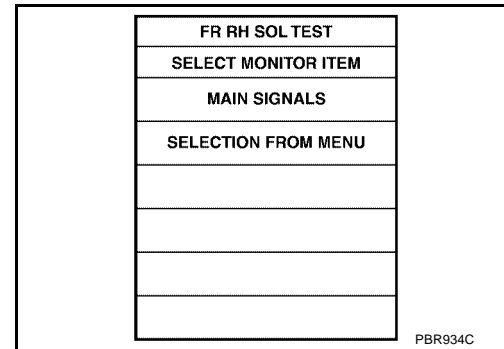 FR RH SOL TEST
SELECT MONITOR ITEM
MAIN SIGNALS
SELECTION FROM MENU
PBR934C